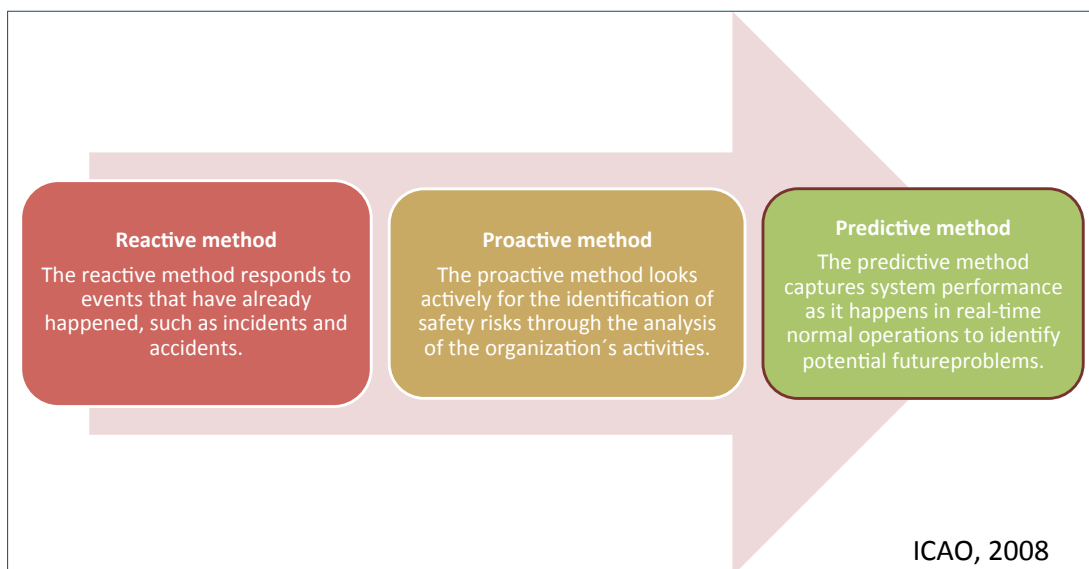 Reactive method
The reactive method responds to
events that have already
happened, such as incidents and
accidents.
Proactive method
The proactive method looks
actively for the identification of
safety risks through the analysis
of the organization´s activities.
Predictive method
The predictive method
captures system performance
as it happens in real-time
normal operations to identify
potential futureproblems.
ICAO, 2008